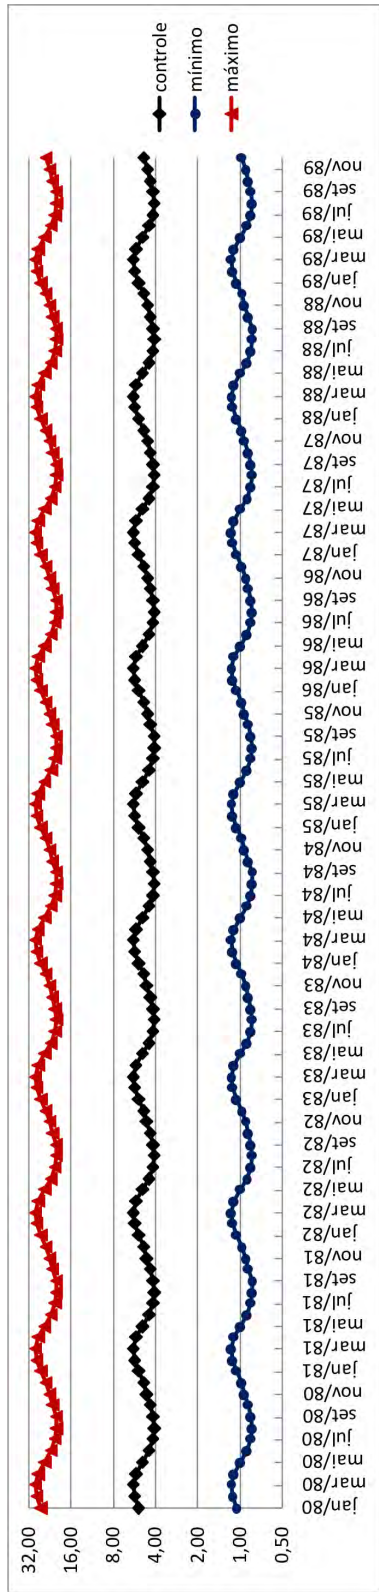 32,00
16,00
8,00
4,00
2,00
1,00
0,50
jan/80
mar/80
mai/80
jul/80
set/80
nov/80
jan/81
mar/81
mai/81
jul/81
set/81
nov/81
jan/82
mar/82
mai/82
jul/82
set/82
nov/82
jan/83
mar/83
mai/83
jul/83
set/83
nov/83
jan/84
mar/84
mai/84
jul/84
set/84
nov/84
jan/85
mar/85
mai/85
jul/85
set/85
nov/85
jan/86
mar/86
mai/86
jul/86
set/86
nov/86
jan/87
mar/87
mai/87
jul/87
set/87
nov/87
jan/88
mar/88
mai/88
jul/88
set/88
nov/88
jan/89
mar/89
mai/89
jul/89
set/89
nov/89
controle
mínimo
máximo